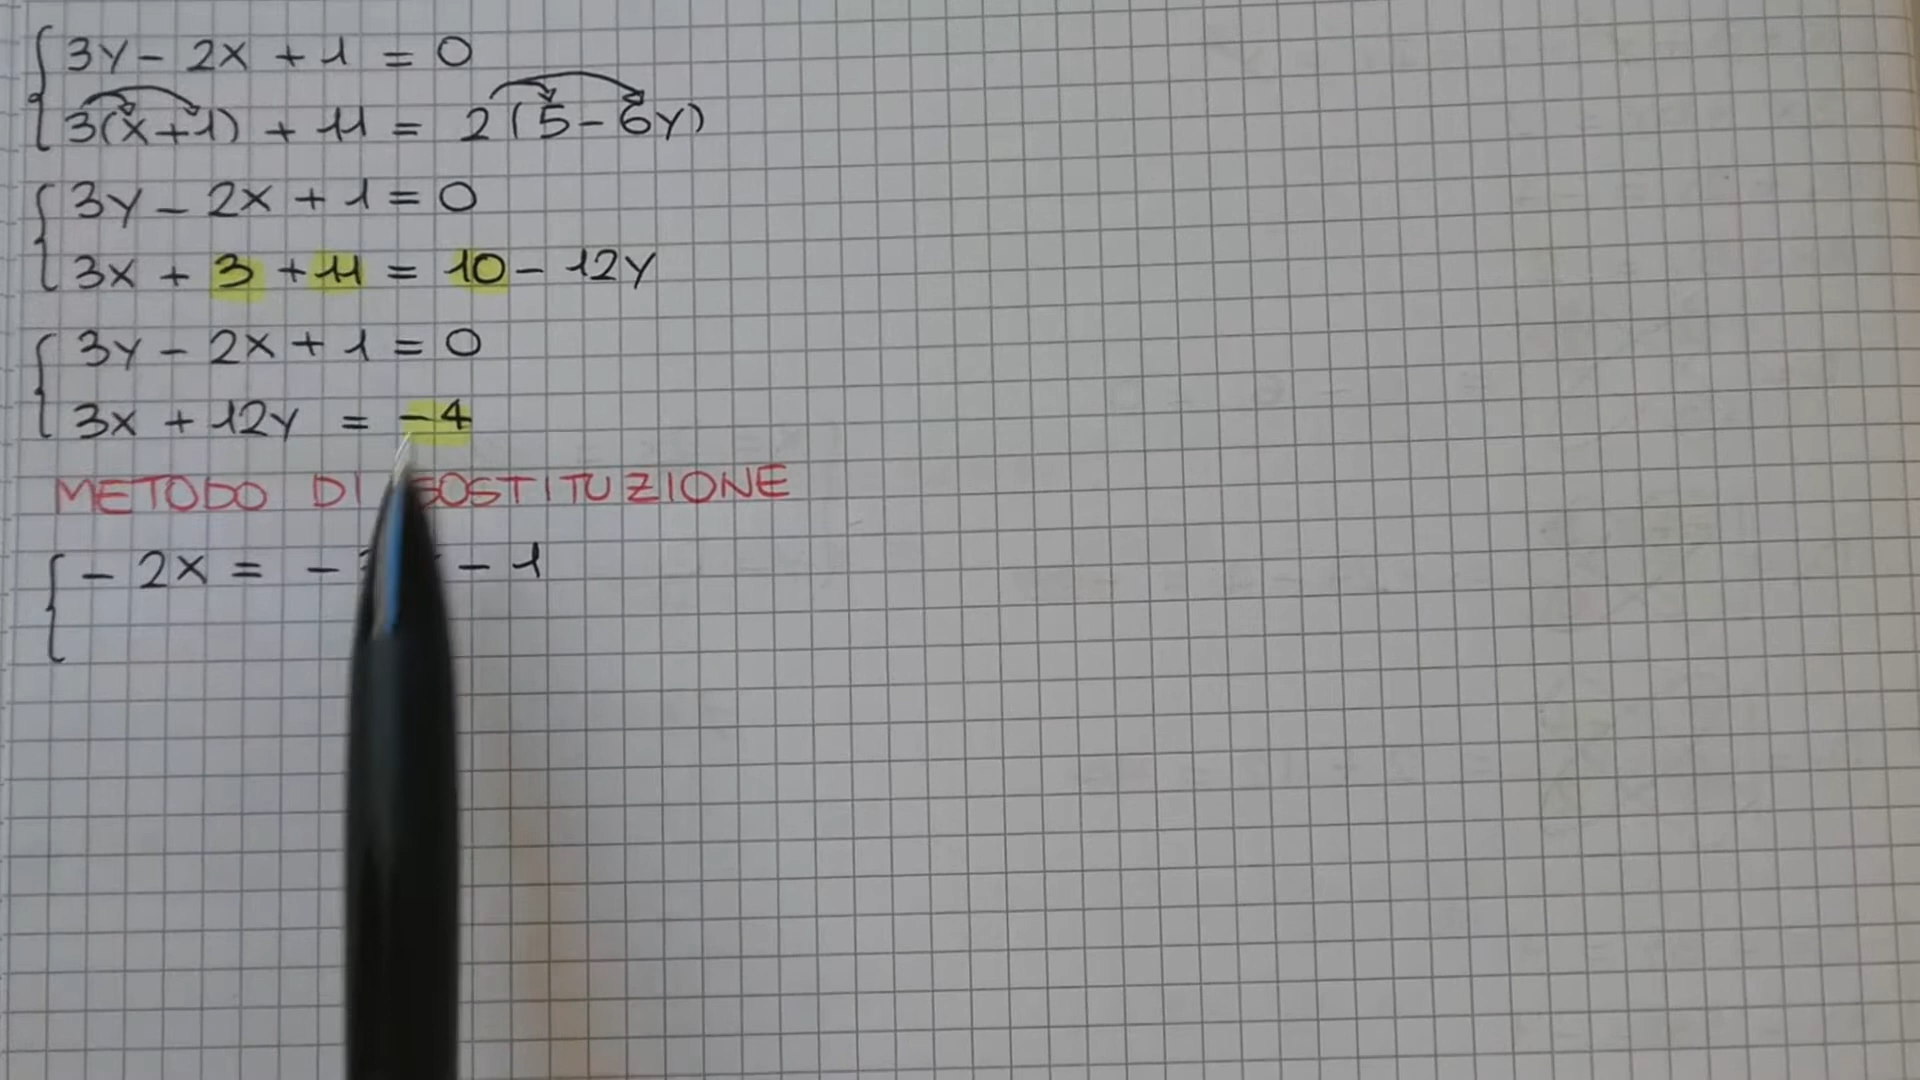 3y - 2x + 1 = 0
3(x+1) + 11 = 2(5 - 6y)
3y - 2x + 1 = 0
3x + 3 + 11 = 10 - 12y
3y - 2x + 1 = 0
3x + 12y = -4
METODO DI SOSTITUZIONE
- 2x = - - 1